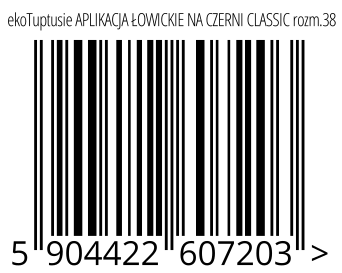 ekoTuptusie APLIKACJA ŁOWICKIE NA CZERNI CLASSIC rozm.38
5 904422 607203 >